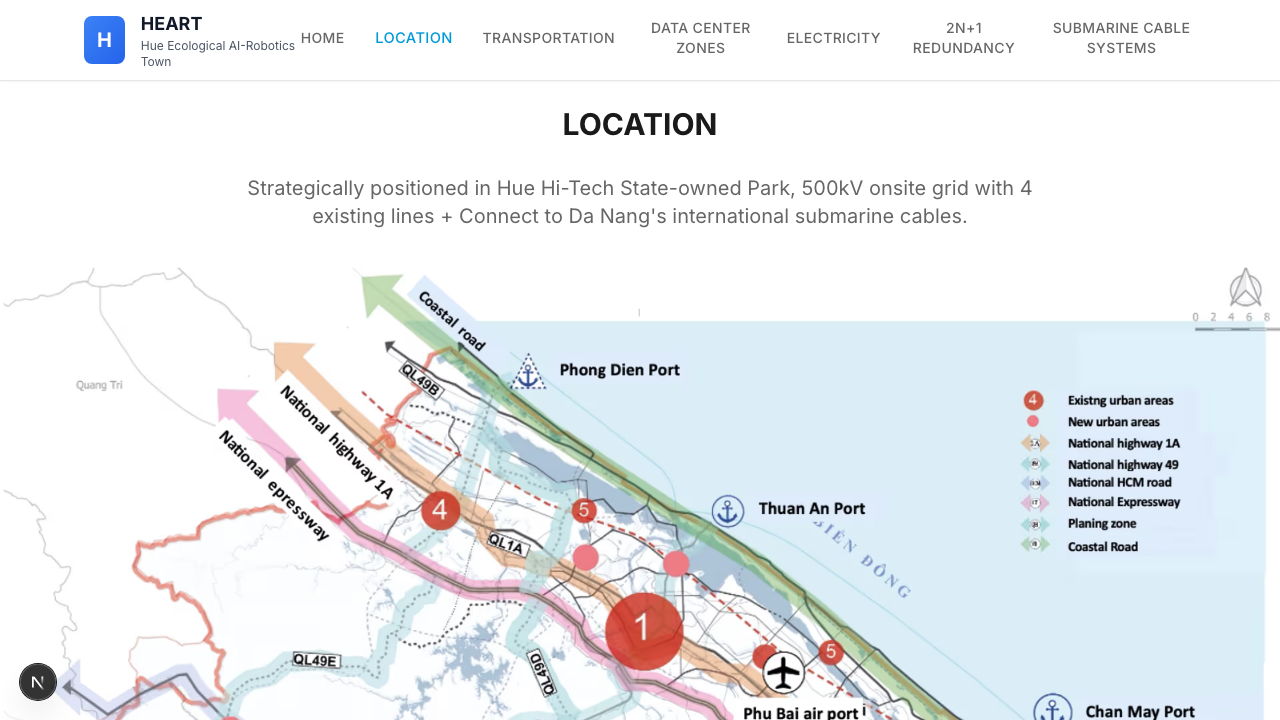 H
HEART
Hue Ecological AI-Robotics
Town
HOME
LOCATION
TRANSPORTATION
DATA CENTER
ZONES
ELECTRICITY
2N+1
REDUNDANCY
SUBMARINE CABLE
SYSTEMS
LOCATION
Strategically positioned in Hue Hi-Tech State-owned Park, 500kV onsite grid with 4
existing lines + Connect to Da Nang's international submarine cables.
0 2 4 6 8
Coastal road
Phong Dien Port
QL49B
Quang Tri
National highway 1A
National epressway
4
5
Thuan An Port
BIỂN ĐÔNG
QL1A
1
5
QL49E
QL49D
Phu Bai air port
Chan May Port
4
Existng urban areas
New urban areas
National highway 1A
National highway 49
National HCM road
National Expressway
Planing zone
Coastal Road
N